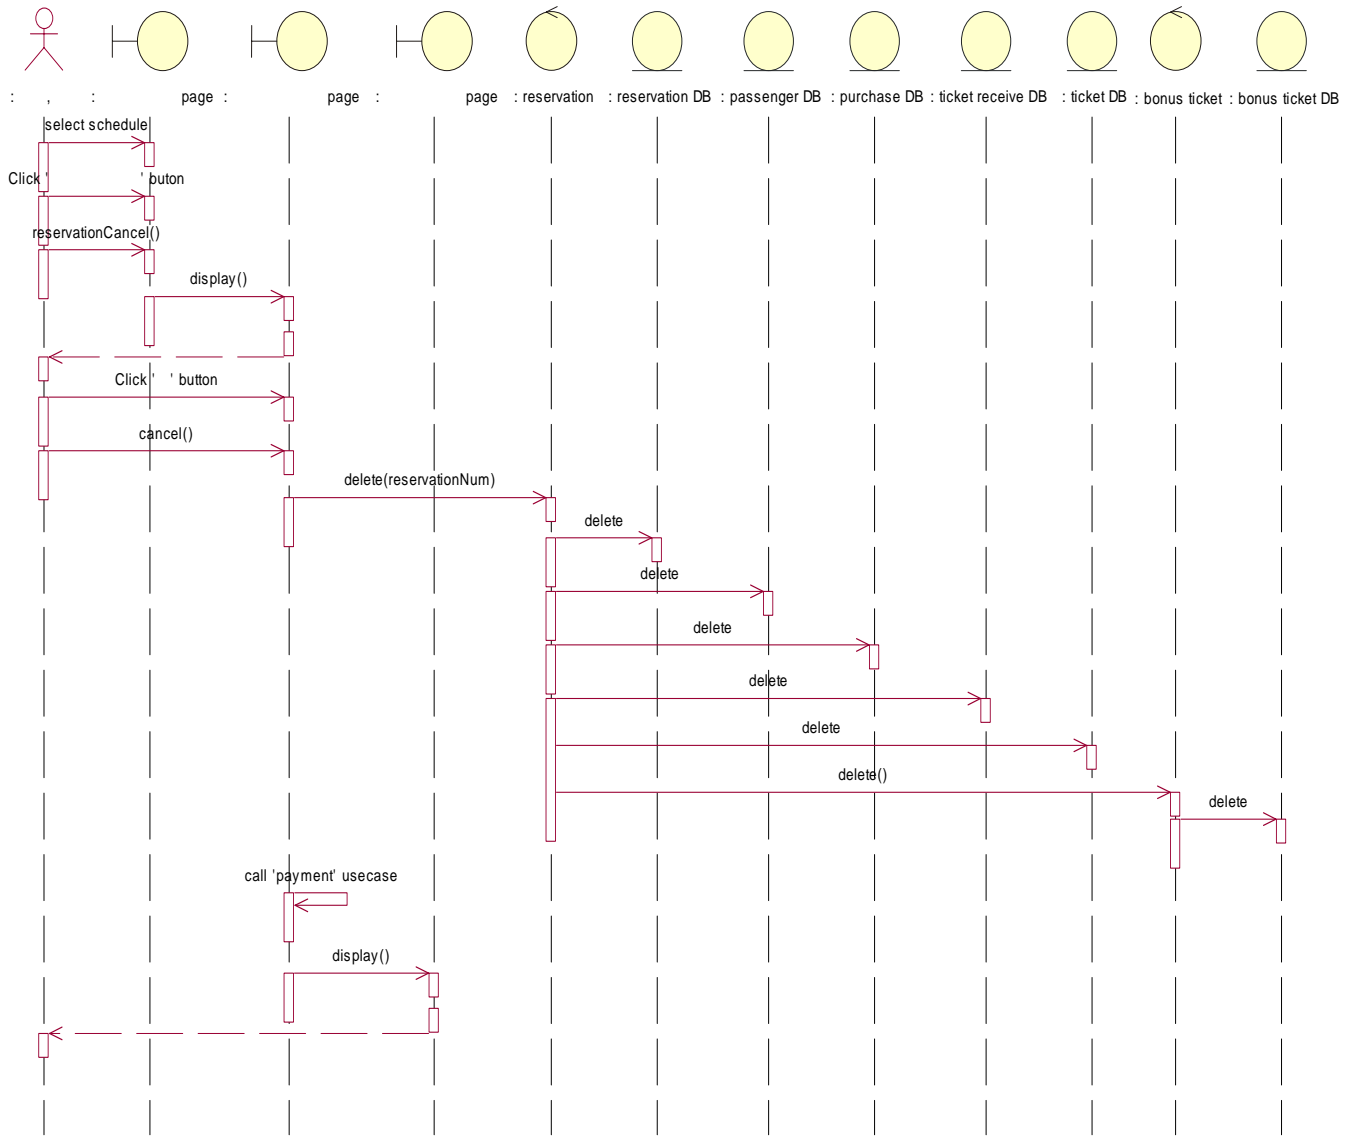 : , : page : page : page : reservation : reservation DB : passenger DB : purchase DB : ticket receive DB : ticket DB : bonus ticket : bonus ticket DB
select schedule
Click ' ' buton
reservationCancel()
display()
Click ' ' button
cancel()
delete(reservationNum)
delete
delete
delete
delete
delete
delete()
delete
call 'payment' usecase
display()